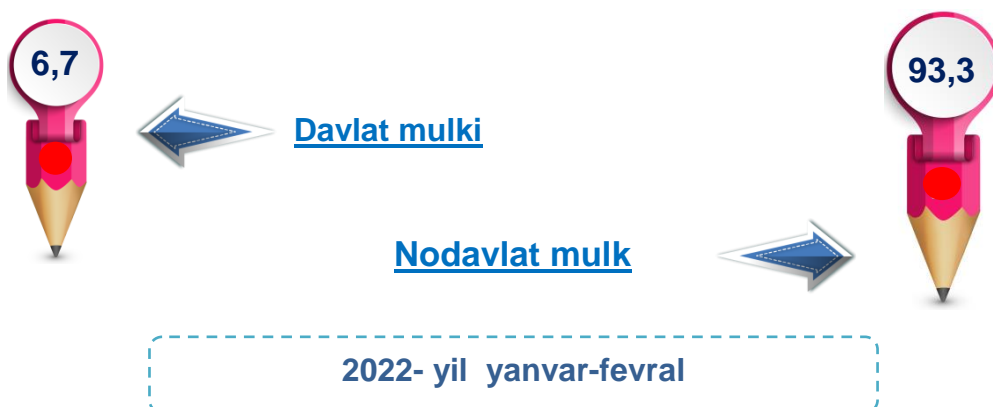 6,7
93,3
Davlat mulki
Nodavlat mulk
2022- yil yanvar-fevral